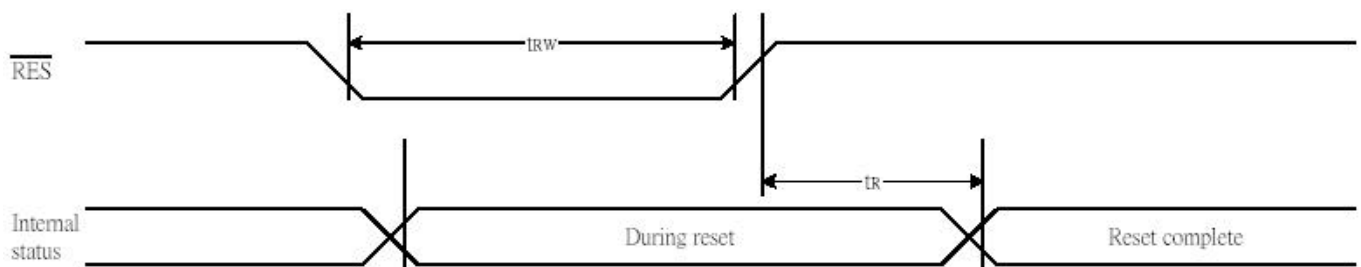 tRW
RES
tR
Internal
status
During reset
Reset complete